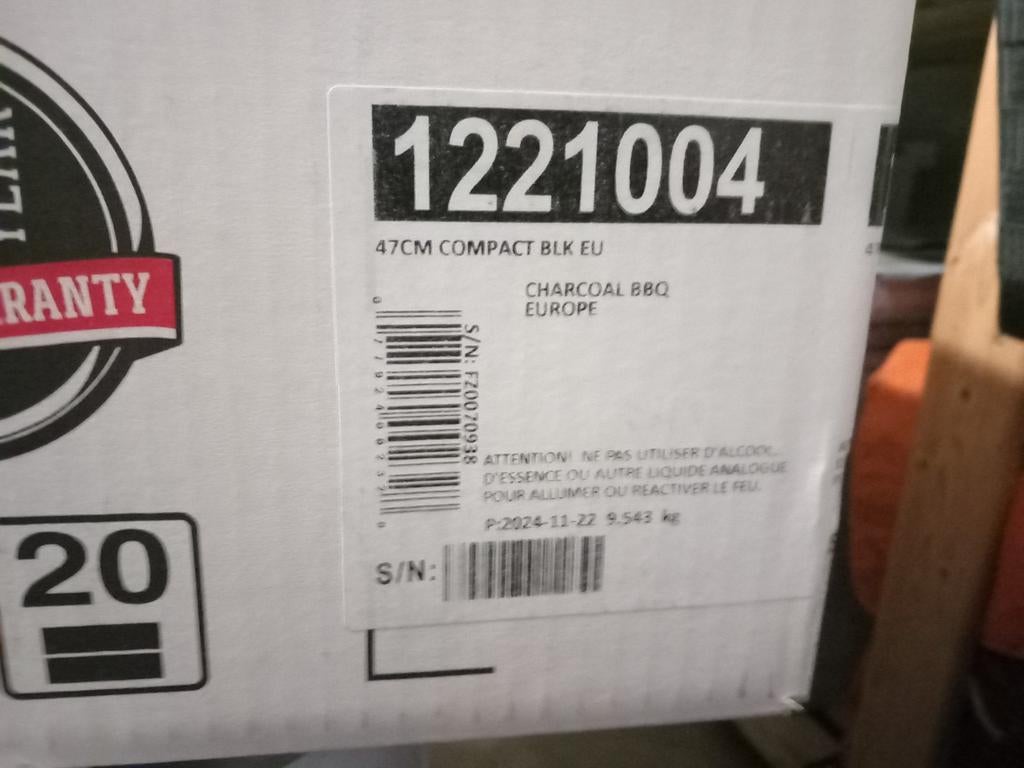 YEAR
RANTY
20
1221004
47CM COMPACT BLK EU
CHARCOAL BBQ
EUROPE
S/N: FZ0070938
ATTENTION! NE PAS UTILISER D'ALCOOL,
D'ESSENCE OU AUTRE LIQUIDE ANALOGUE
POUR ALLUMER OU REACTIVER LE FEU.
P:2024-11-22 9.543 kg
S/N: